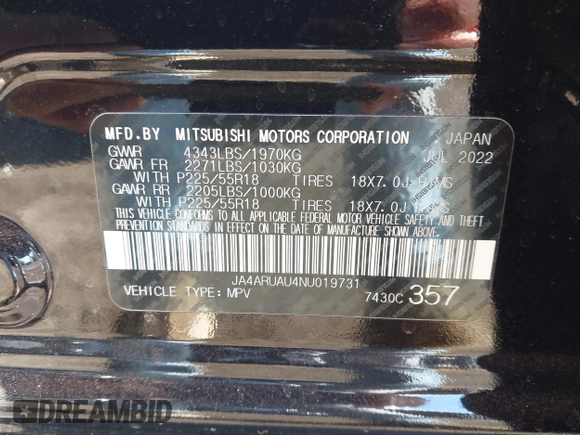 MFD.BY MITSUBISHI MOTORS CORPORATION , JAPAN
GVWR 4343LBS/1970KG JUL 2022
GAWR FR 2271LBS/1030KG
WITH P225/55R18 TIRES 18X7.0J RIMS
GAWR RR 2205LBS/1000KG
WITH P225/55R18 TIRES 18X7.0J
THIS VEHICLE CONFORMS TO ALL APPLICABLE FEDERAL MOTOR VEHICLE SAFETY AND THEFT
PREVENTION STANDARDS IN EFFECT ON THE DATE OF MANUFACTURE SHOWN ABOVE.
JA4ARUAU4NU019731
VEHICLE TYPE:MPV 7430C 357
DREAMBID